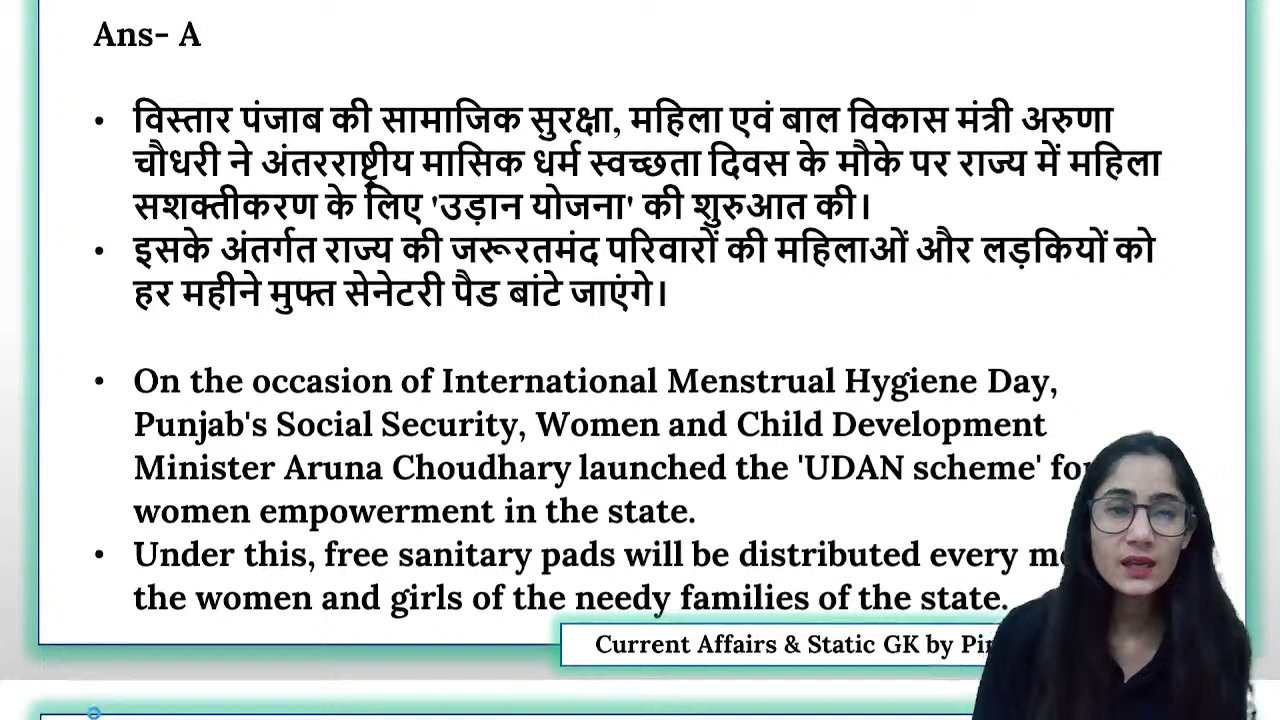 Ans- A
• विस्तार पंजाब की सामाजिक सुरक्षा, महिला एवं बाल विकास मंत्री अरुणा
चौधरी ने अंतरराष्ट्रीय मासिक धर्म स्वच्छता दिवस के मौके पर राज्य में महिला
सशक्तीकरण के लिए 'उड़ान योजना' की शुरुआत की।
• इसके अंतर्गत राज्य की जरूरतमंद परिवारों की महिलाओं और लड़कियों को
हर महीने मुफ्त सेनेटरी पैड बांटे जाएंगे।
• On the occasion of International Menstrual Hygiene Day,
Punjab's Social Security, Women and Child Development
Minister Aruna Choudhary launched the 'UDAN scheme' for
women empowerment in the state.
• Under this, free sanitary pads will be distributed every
the women and girls of the needy families of the state.
Current Affairs & Static GK by